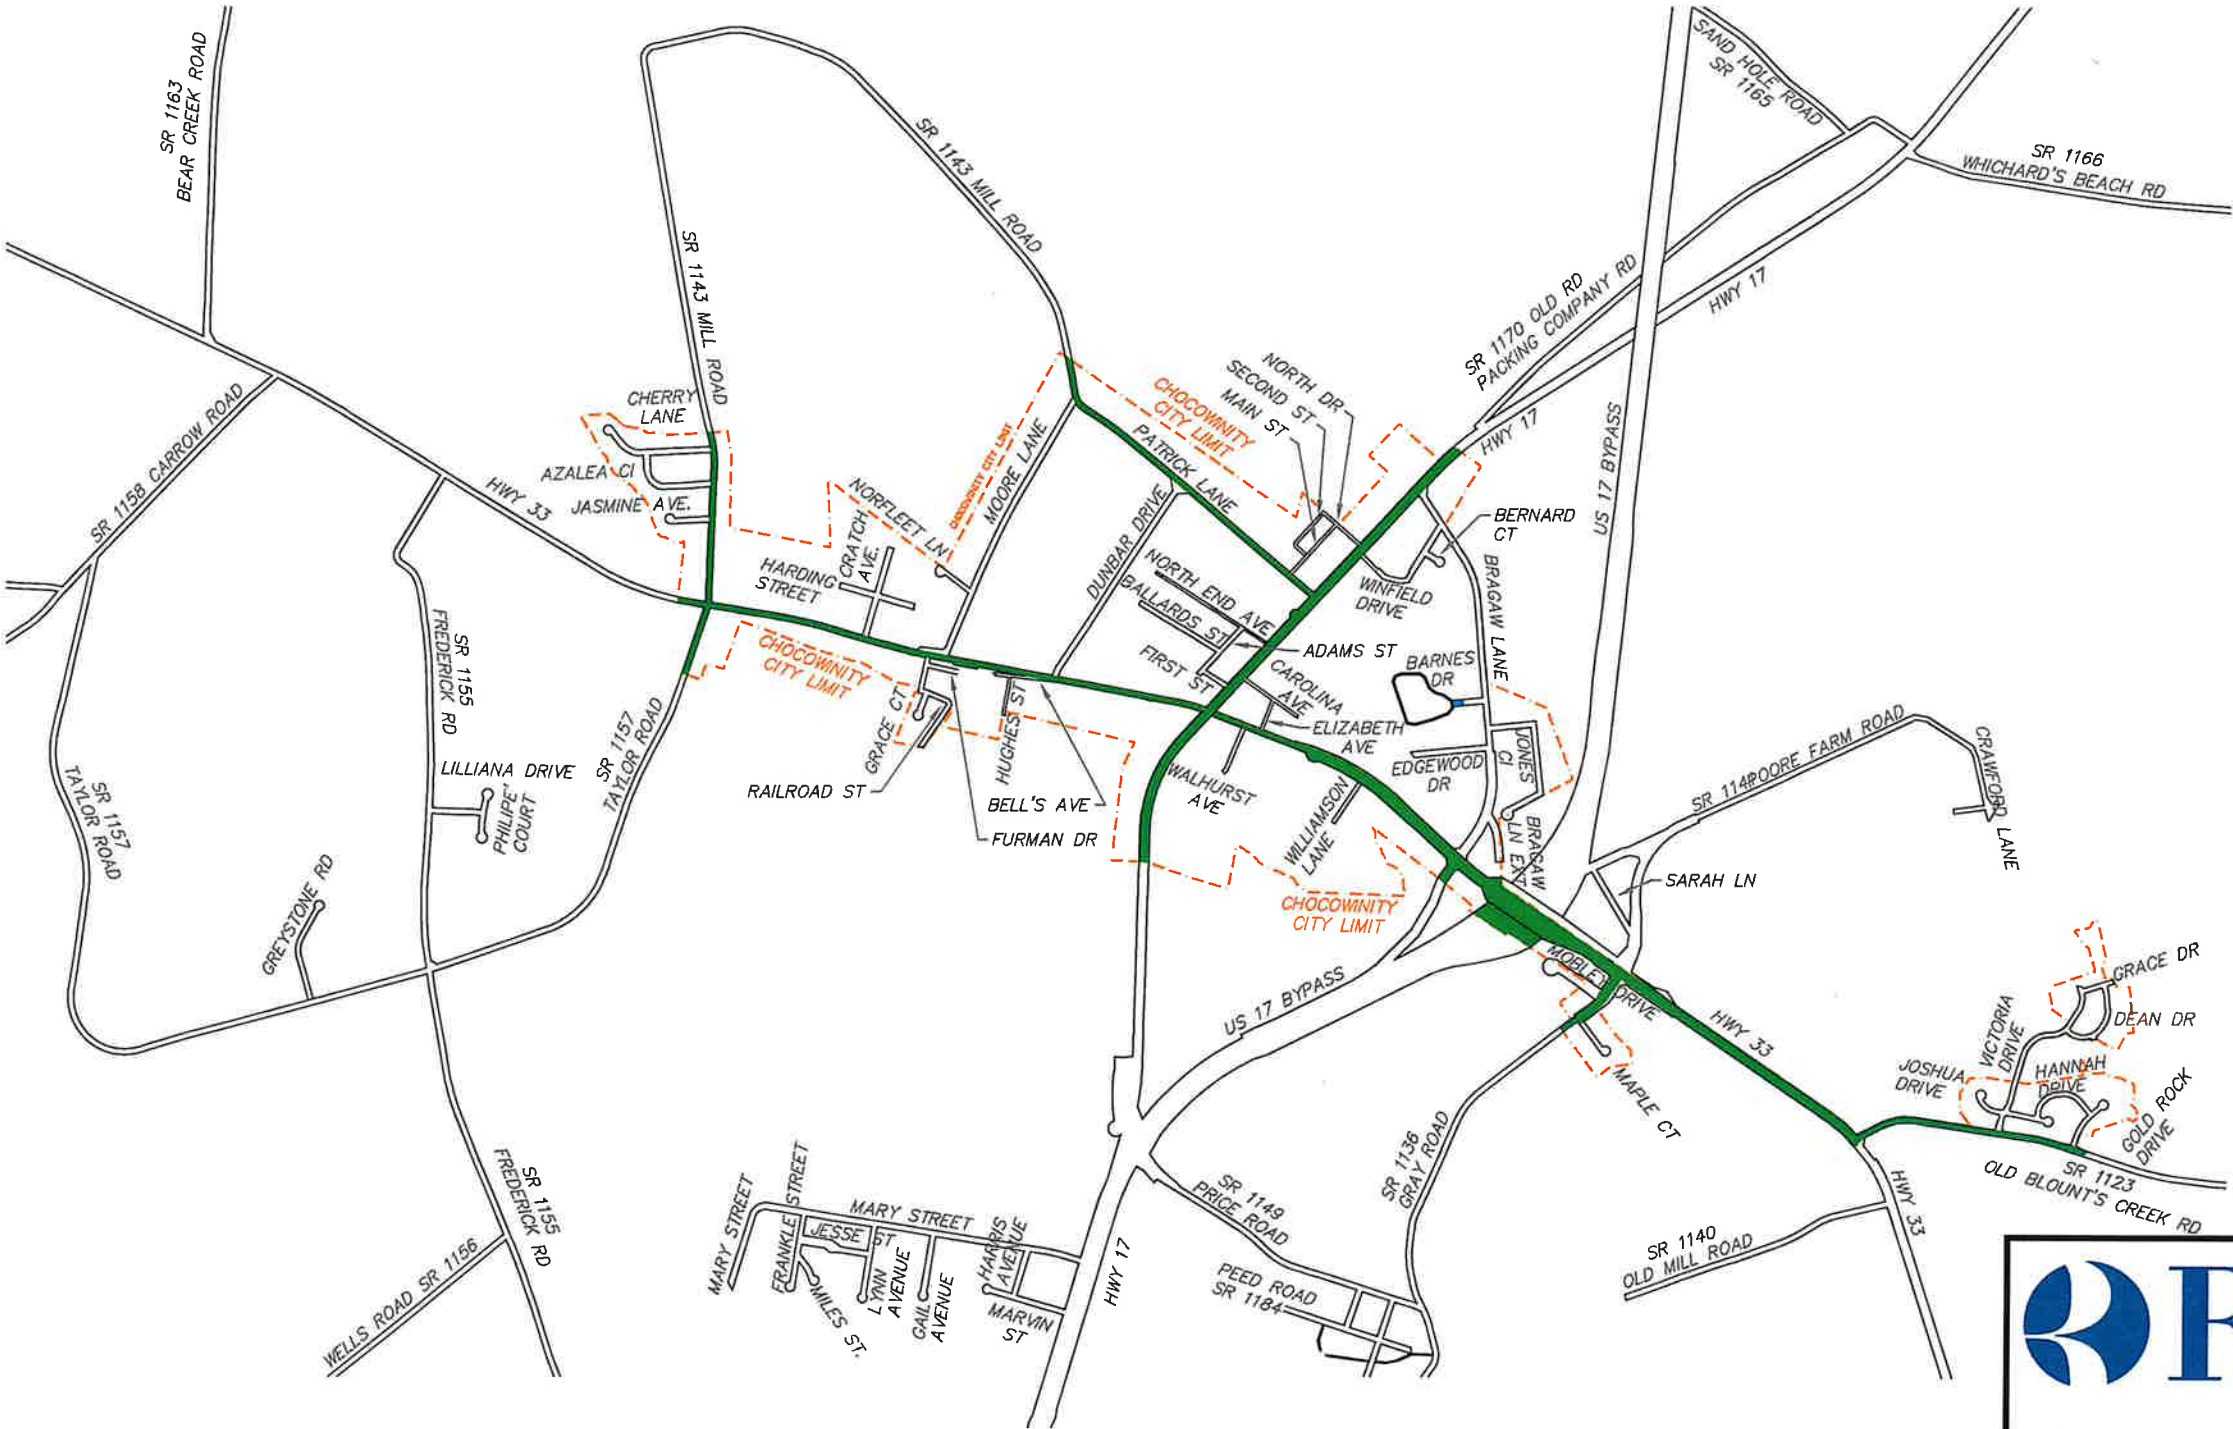 SR 1163
BEAR CREEK ROAD
SAND HOLE ROAD
SR 1165
SR 1166
WHICHARD'S BEACH RD
SR 1143 MILL ROAD
SR 1143 MILL ROAD
SR 1170 OLD RD
PACKING COMPANY RD
HWY 17
HWY 17
US 17 BYPASS
NORTH DR
SECOND ST
MAIN ST
CHOCOWINITY
CITY LIMIT
PATRICK LANE
CHERRY
LANE
AZALEA CI
JASMINE AVE.
SR 1158 CARROW ROAD
HWY 33
CHOCOWINITY CITY LIMIT
MOORE LANE
NORFLEET LN
CRATCH
AVE.
HARDING
STREET
DUNBAR DRIVE
NORTH END AVE
BALLARDS ST
FIRST ST
ADAMS ST
WINFIELD
DRIVE
BERNARD
CT
BRAGAW LANE
BARNES
DR
CAROLINA
AVE
ELIZABETH
AVE
EDGEWOOD
DR
JONES
CI
WALHURST
AVE
WILLIAMSON
LANE
BRAGAW
LN EXT
CHOCOWINITY
CITY LIMIT
GRACE CT
RAILROAD ST
HUGHES ST
BELL'S AVE
FURMAN DR
SR 1155
FREDERICK RD
SR 1157
TAYLOR ROAD
LILLIANA DRIVE
PHILIPE'
COURT
SR 1157
TAYLOR ROAD
GREYSTONE RD
CHOCOWINITY
CITY LIMIT
SR 1141 POORE FARM ROAD
CRAWFORD LANE
SARAH LN
MOBLEY DRIVE
US 17 BYPASS
HWY 33
MAPLE CT
GRACE DR
DEAN DR
VICTORIA
DRIVE
JOSHUA
DRIVE
HANNAH
DRIVE
GOLD ROCK
DRIVE
SR 1123
OLD BLOUNT'S CREEK RD
HWY 33
SR 1140
OLD MILL ROAD
SR 1136
GRAY ROAD
SR 1149
PRICE ROAD
PEED ROAD
SR 1184
HWY 17
SR 1155
FREDERICK RD
WELLS ROAD SR 1156
MARY STREET
FRANKLE STREET
MARY STREET
JESSE ST
MILES ST.
LYNN
AVENUE
GAIL
AVENUE
HARRIS
AVENUE
MARVIN
ST